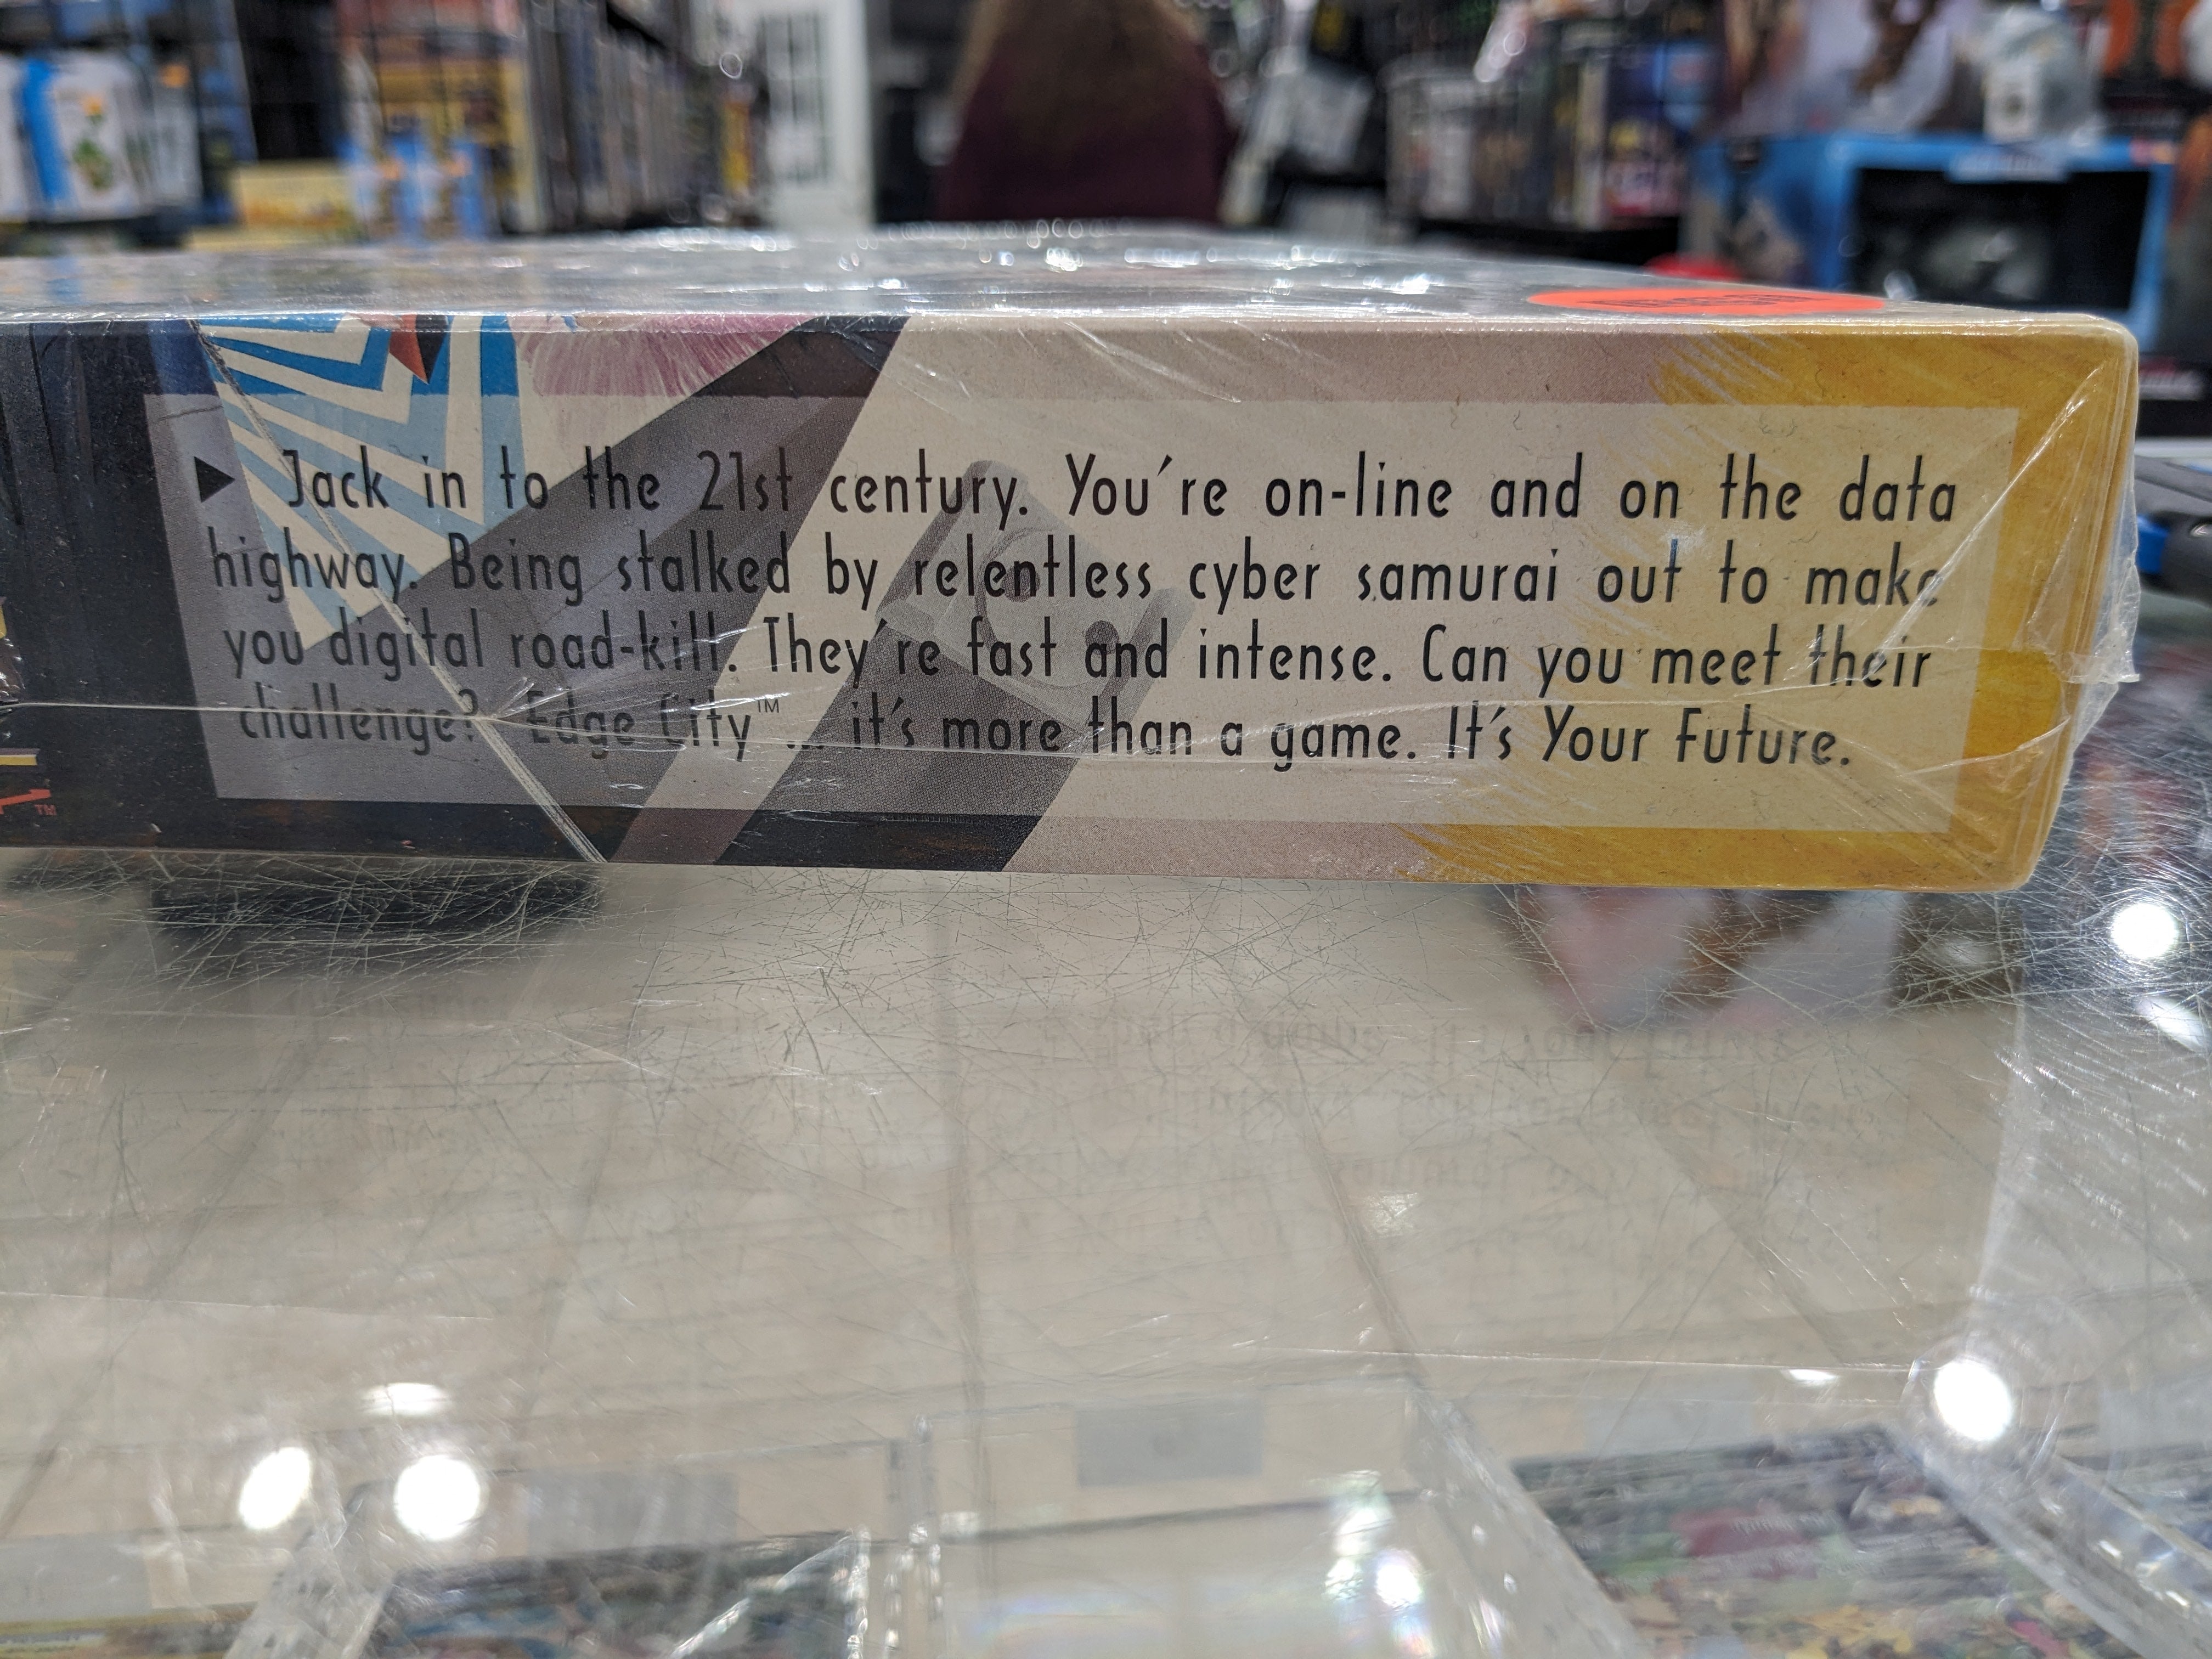 ▶ Jack in to the 21st century. You're on-line and on the data
highway. Being stalked by relentless cyber samurai out to make
you digital road-kill. They're fast and intense. Can you meet their
challenge? Edge City™ ... it's more than a game. It's Your Future.
TM